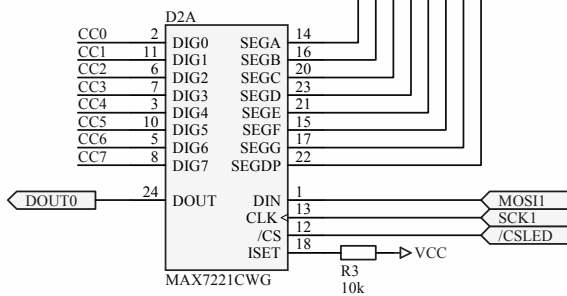 D2A
CC0 2 DIG0 SEGA 14
CC1 11 DIG1 SEGB 16
CC2 6 DIG2 SEGC 20
CC3 7 DIG3 SEGD 23
CC4 3 DIG4 SEGE 21
CC5 10 DIG5 SEGF 15
CC6 5 DIG6 SEGG 17
CC7 8 DIG7 SEGDP 22
DOUT0 24 DOUT DIN 1 MOSI1
CLK 13 SCK1
/CS 12 /CSLED
ISET 18 VCC
MAX7221CWG R3
10k